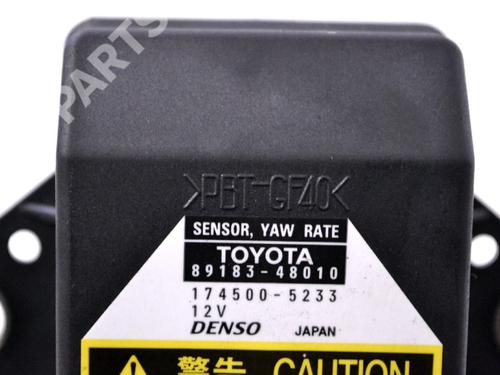 PARTS
>PBT-GF40<
SENSOR, YAW RATE
TOYOTA
89183-48010
174500-5233
12V
DENSO JAPAN
警告 CAUTION